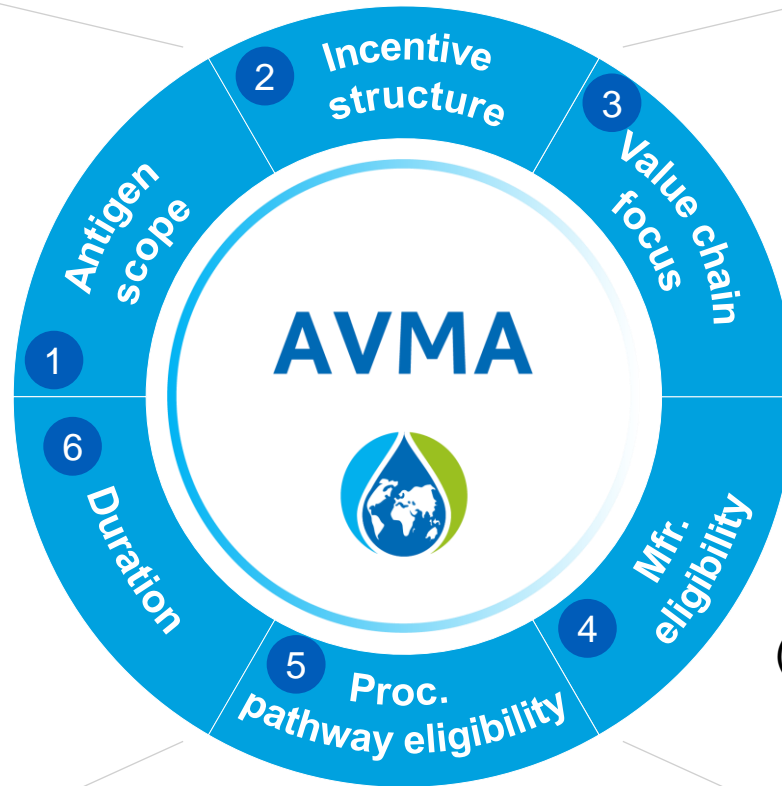 1
Antigen
scope
2
Incentive
structure
3
Value chain
focus
4
Mfr.
eligibility
(
5
Proc.
pathway eligibility
6
Duration
AVMA